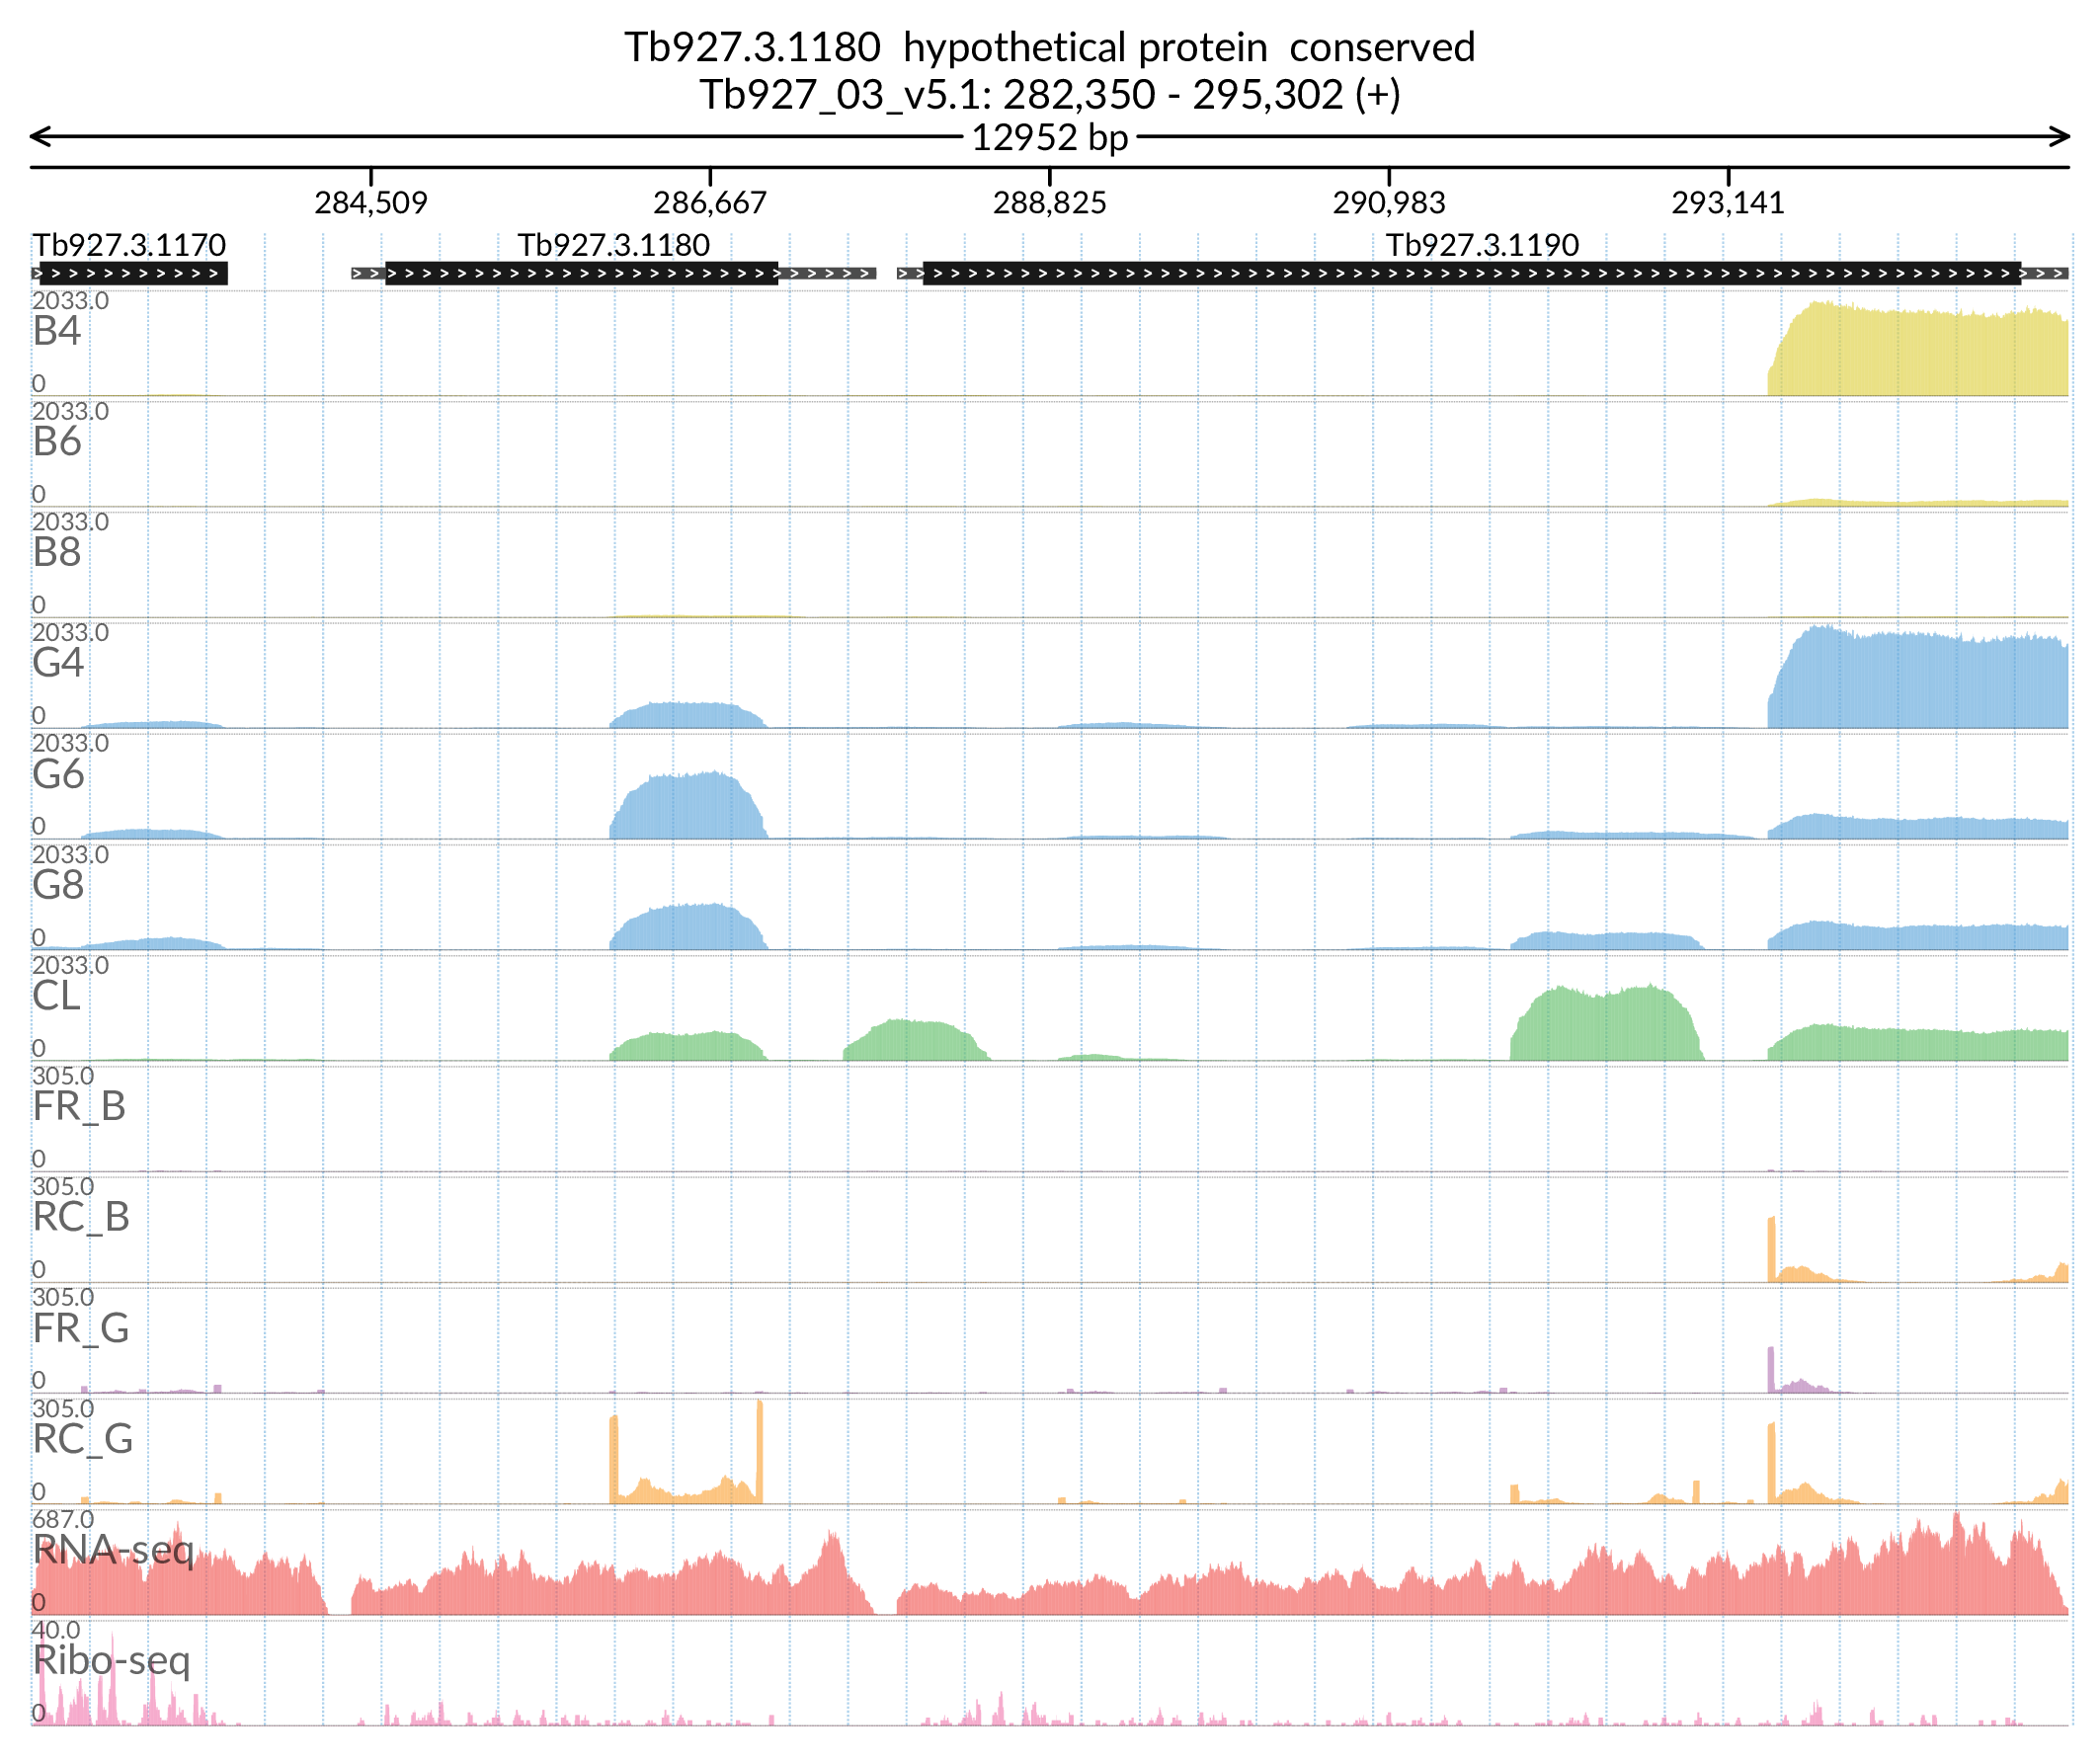 Tb927.3.1180  hypothetical protein  conserved
Tb927_03_v5.1: 282,350 - 295,302 (+)
12952 bp
284,509 286,667 288,825 290,983 293,141
Tb927.3.1170 Tb927.3.1180 Tb927.3.1190
2033.0
B4
0
2033.0
B6
0
2033.0
B8
0
2033.0
G4
0
2033.0
G6
0
2033.0
G8
0
2033.0
CL
0
305.0
FR_B
0
305.0
RC_B
0
305.0
FR_G
0
305.0
RC_G
0
687.0
RNA-seq
0
40.0
Ribo-seq
0